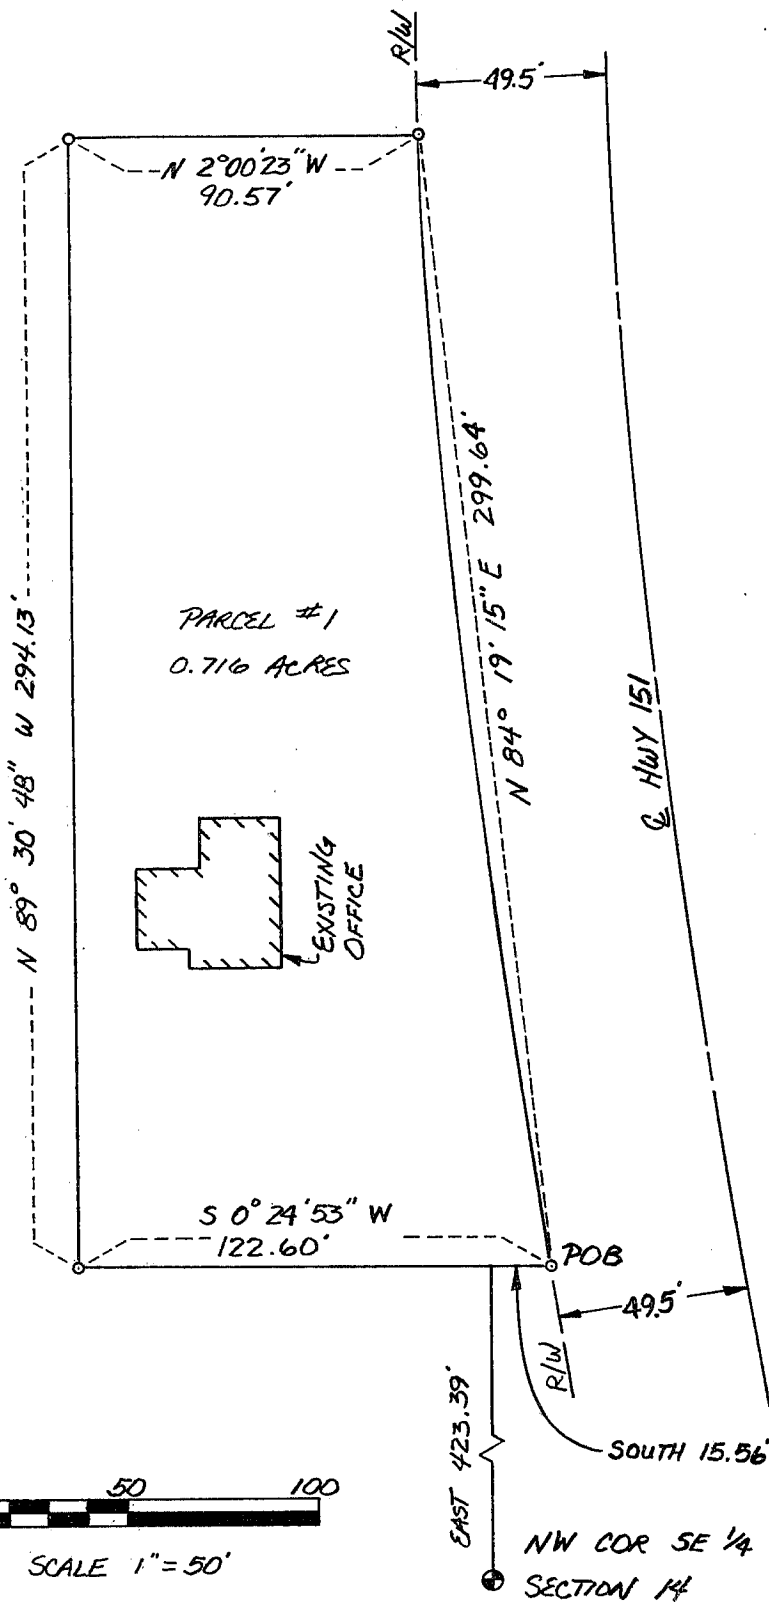 R/W
49.5'
N 2°00'23" W
90.57'
N 84° 19' 15" E 299.64'
N 89° 30' 48" W 294.13'
PARCEL #1
0.716 ACRES
℄ HWY 151
EXISTING
OFFICE
S 0° 24' 53" W
122.60'
POB
49.5'
R/W
EAST 423.39'
SOUTH 15.56'
50
100
SCALE 1" = 50'
NW COR SE 1/4
SECTION 14